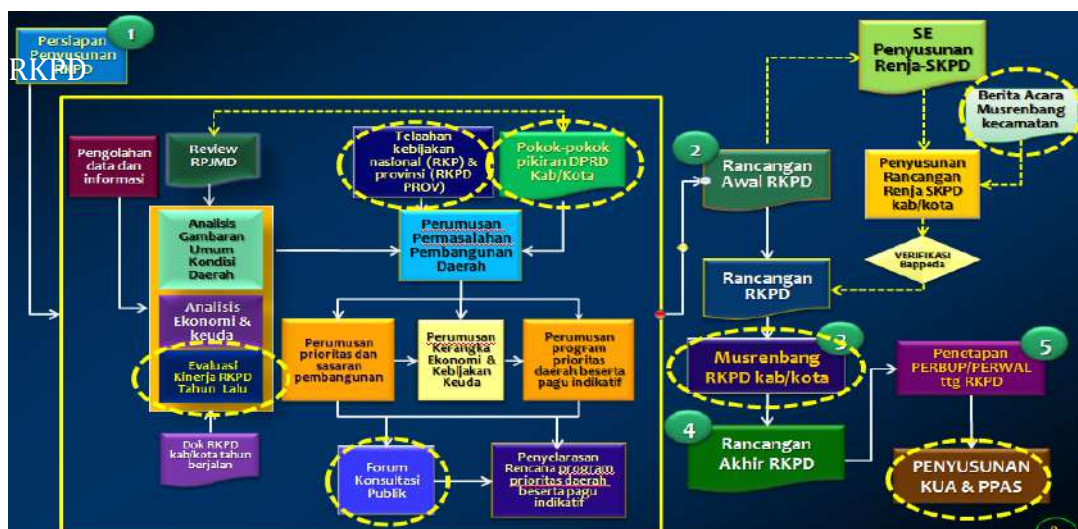 1
Persiapan
Penyusunan
RKPD
RKPD
Pengolahan
data dan
informasi
Review
RPJMD
Telaahan
kebijakan
nasional (RKP) &
provinsi (RKPD
PROV)
Pokok-pokok
pikiran DPRD
Kab/Kota
Analisis
Gambaran
Umum
Kondisi
Daerah
Perumusan
Permasalahan
Pembangunan
Daerah
Analisis
Ekonomi &
keuda
Evaluasi
Kinerja RKPD
Tahun Lalu
Dok RKPD
kab/kota tahun
berjalan
Perumusan
prioritas dan
sasaran
pembangunan
Perumusan
Kerangka
Ekonomi &
Kebijakan
Keuda
Perumusan
program
prioritas
daerah beserta
pagu indikatif
Forum
Konsultasi
Publik
Penyelarasan
Rencana program
prioritas daerah
beserta pagu
indikatif
2
Rancangan
Awal RKPD
SE
Penyusunan
Renja-SKPD
Berita Acara
Musrenbang
kecamatan
Penyusunan
Rancangan
Renja SKPD
kab/kota
VERIFIKASI
Bappeda
Rancangan
RKPD
3
Musrenbang
RKPD kab/kota
4
Rancangan
Akhir RKPD
5
Penetapan
PERBUP/PERWAL
ttg RKPD
PENYUSUNAN
KUA & PPAS